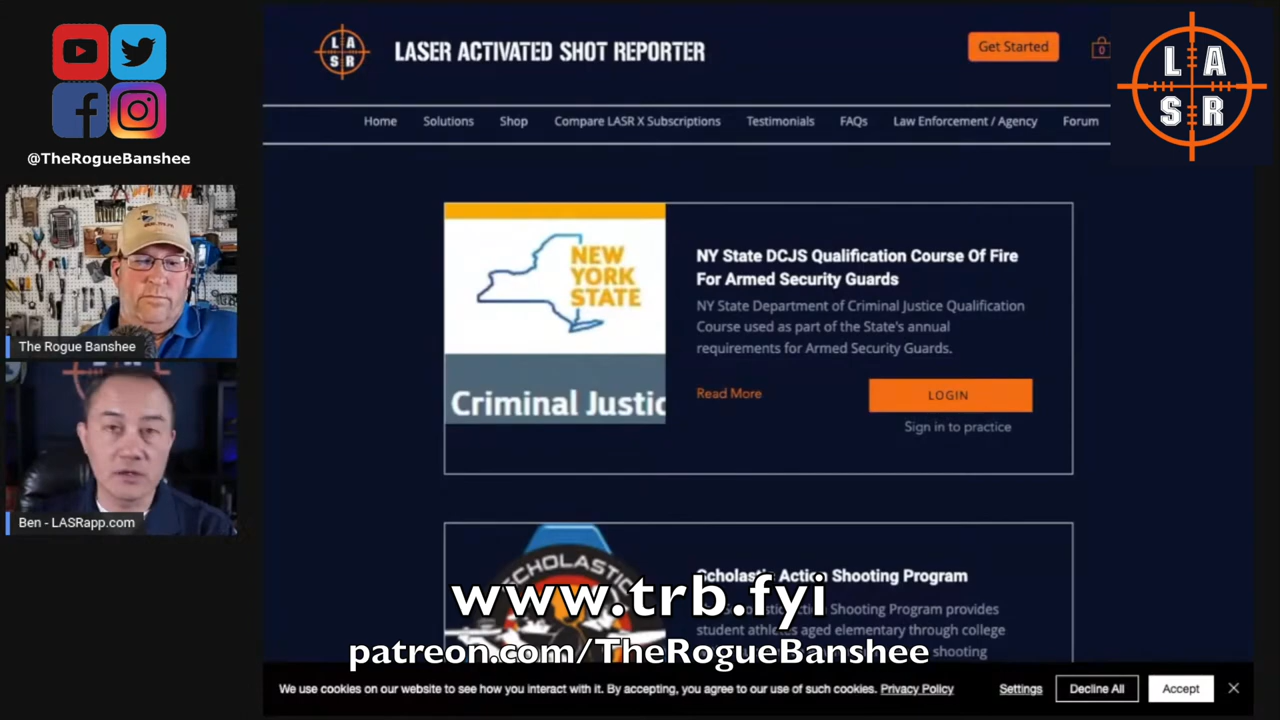 @TheRogueBanshee
The Rogue Banshee
Ben - LASRapp.com
L A
S R
LASER ACTIVATED SHOT REPORTER
Get Started
0
L A
S R
Home Solutions Shop Compare LASR X Subscriptions Testimonials FAQs Law Enforcement / Agency Forum
NEW
YORK
STATE
Criminal Justic
NY State DCJS Qualification Course Of Fire
For Armed Security Guards
NY State Department of Criminal Justice Qualification
Course used as part of the State's annual
requirements for Armed Security Guards.
Read More
LOGIN
Sign in to practice
SCHOLASTIC
Scholastic Action Shooting Program
Scholastic Action Shooting Program provides
student athletes aged elementary through college
shooting
www.trb.fyi
patreon.com/TheRogueBanshee
We use cookies on our website to see how you interact with it. By accepting, you agree to our use of such cookies. Privacy Policy
Settings
Decline All
Accept